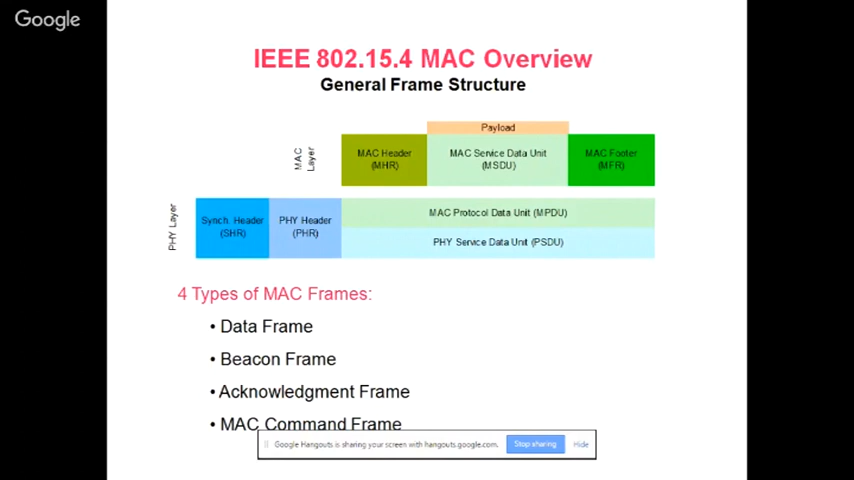 Google
IEEE 802.15.4 MAC Overview
General Frame Structure
Payload
MAC Layer
MAC Header (MHR)
MAC Service Data Unit (MSDU)
MAC Footer (MFR)
PHY Layer
Synch. Header (SHR)
PHY Header (PHR)
MAC Protocol Data Unit (MPDU)
PHY Service Data Unit (PSDU)
4 Types of MAC Frames:
• Data Frame
• Beacon Frame
• Acknowledgment Frame
• MAC Command Frame
Google Hangouts is sharing your screen with hangouts.google.com.
Stop sharing
Hide